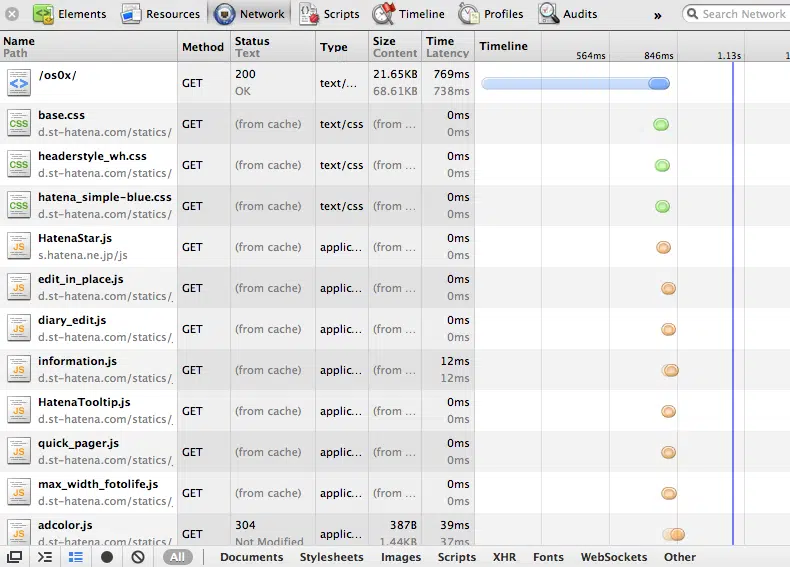 Elements Resources Network Scripts Timeline Profiles Audits » Search Network
Name Method Status Type Size Time Timeline
Path Text Content Latency 564ms 846ms 1.13s 1
/os0x/ GET 200 text/... 21.65KB 769ms
OK 68.61KB 738ms
base.css GET (from cache) text/css (from ... 0ms
d.st-hatena.com/statics/ 0ms
headerstyle_wh.css GET (from cache) text/css (from ... 0ms
d.st-hatena.com/statics/ 0ms
hatena_simple-blue.css GET (from cache) text/css (from ... 0ms
d.st-hatena.com/statics/ 0ms
HatenaStar.js GET (from cache) applic... (from ... 0ms
s.hatena.ne.jp/js 0ms
edit_in_place.js GET (from cache) applic... (from ... 0ms
d.st-hatena.com/statics/ 0ms
diary_edit.js GET (from cache) applic... (from ... 0ms
d.st-hatena.com/statics/ 0ms
information.js GET (from cache) applic... (from ... 12ms
d.st-hatena.com/statics/ 12ms
HatenaTooltip.js GET (from cache) applic... (from ... 0ms
d.st-hatena.com/statics/ 0ms
quick_pager.js GET (from cache) applic... (from ... 0ms
d.st-hatena.com/statics/ 0ms
max_width_fotolife.js GET (from cache) applic... (from ... 0ms
d.st-hatena.com/statics/ 0ms
adcolor.js GET 304 applic... 387B 39ms
d.st-hatena.com/statics/ Not Modified 1.44KB 37ms
All Documents Stylesheets Images Scripts XHR Fonts WebSockets Other